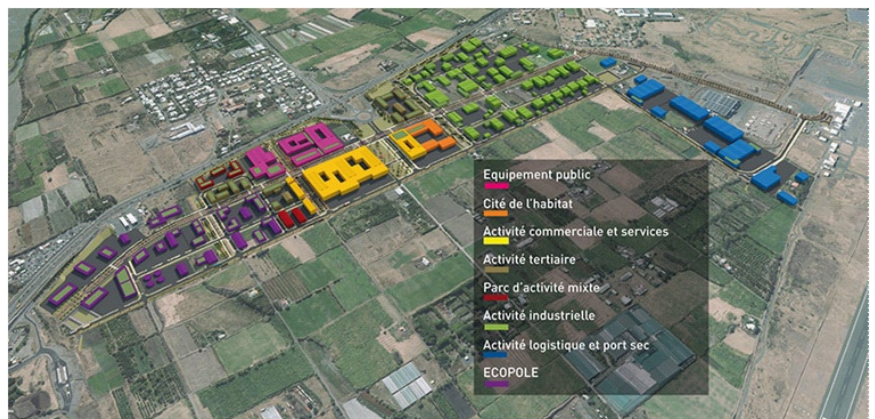 Equipement public
Cité de l'habitat
Activité commerciale et services
Activité tertiaire
Parc d'activité mixte
Activité industrielle
Activité logistique et port sec
ECOPOLE